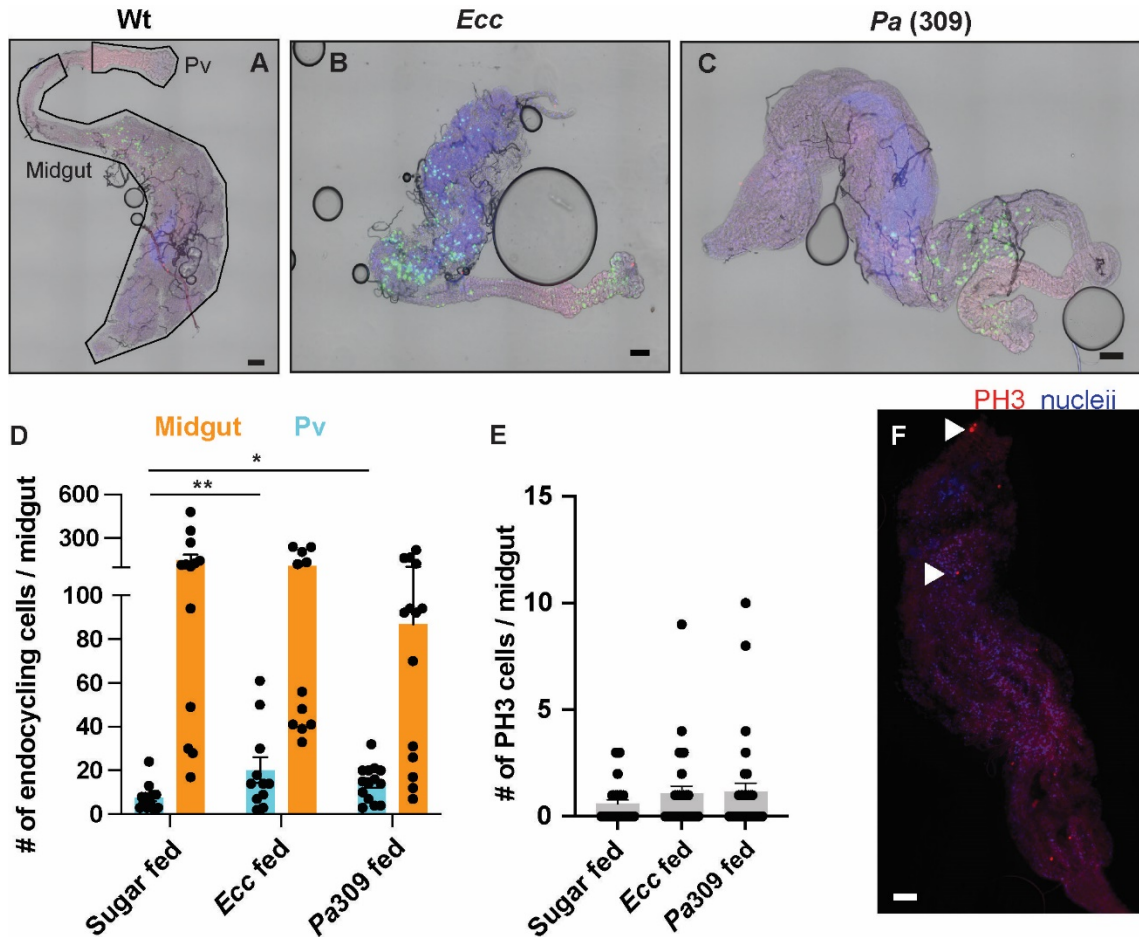 Wt
Ecc
Pa (309)
A
Pv
Midgut
B
C
D
Midgut
Pv
# of endocycling cells / midgut
600
300
100
80
60
40
20
0
*
**
Sugar fed
Ecc fed
Pa309 fed
E
# of PH3 cells / midgut
15
10
5
0
Sugar fed
Ecc fed
Pa309 fed
PH3 nucleii
F